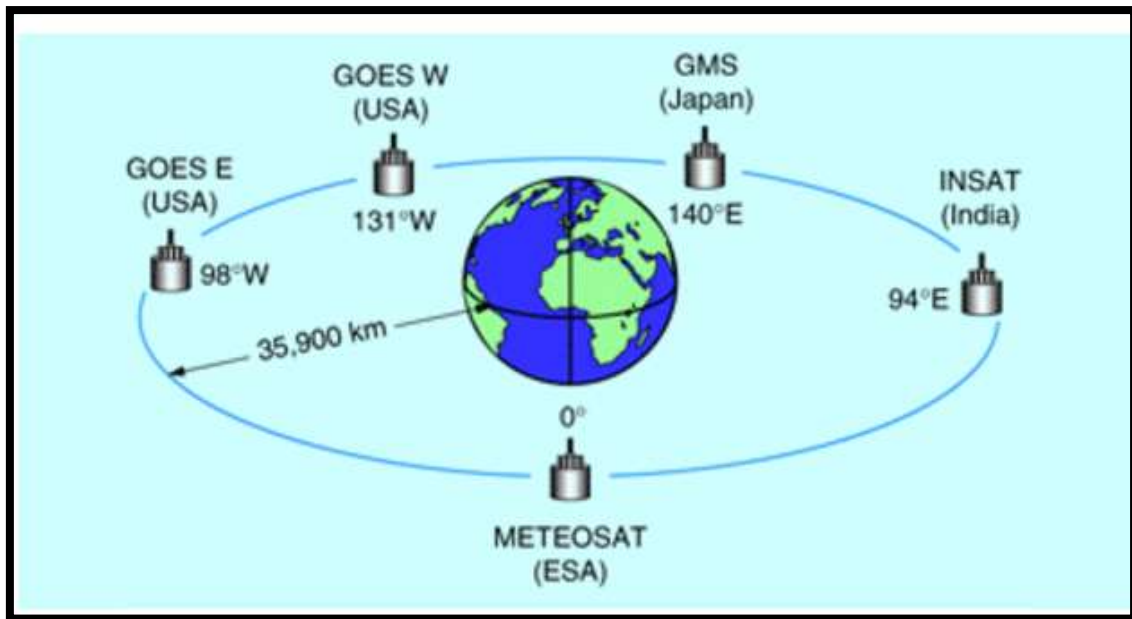 GOES W
(USA)
GMS
(Japan)
GOES E
(USA)
INSAT
(India)
131°W
140°E
98°W
94°E
35,900 km
0°
METEOSAT
(ESA)